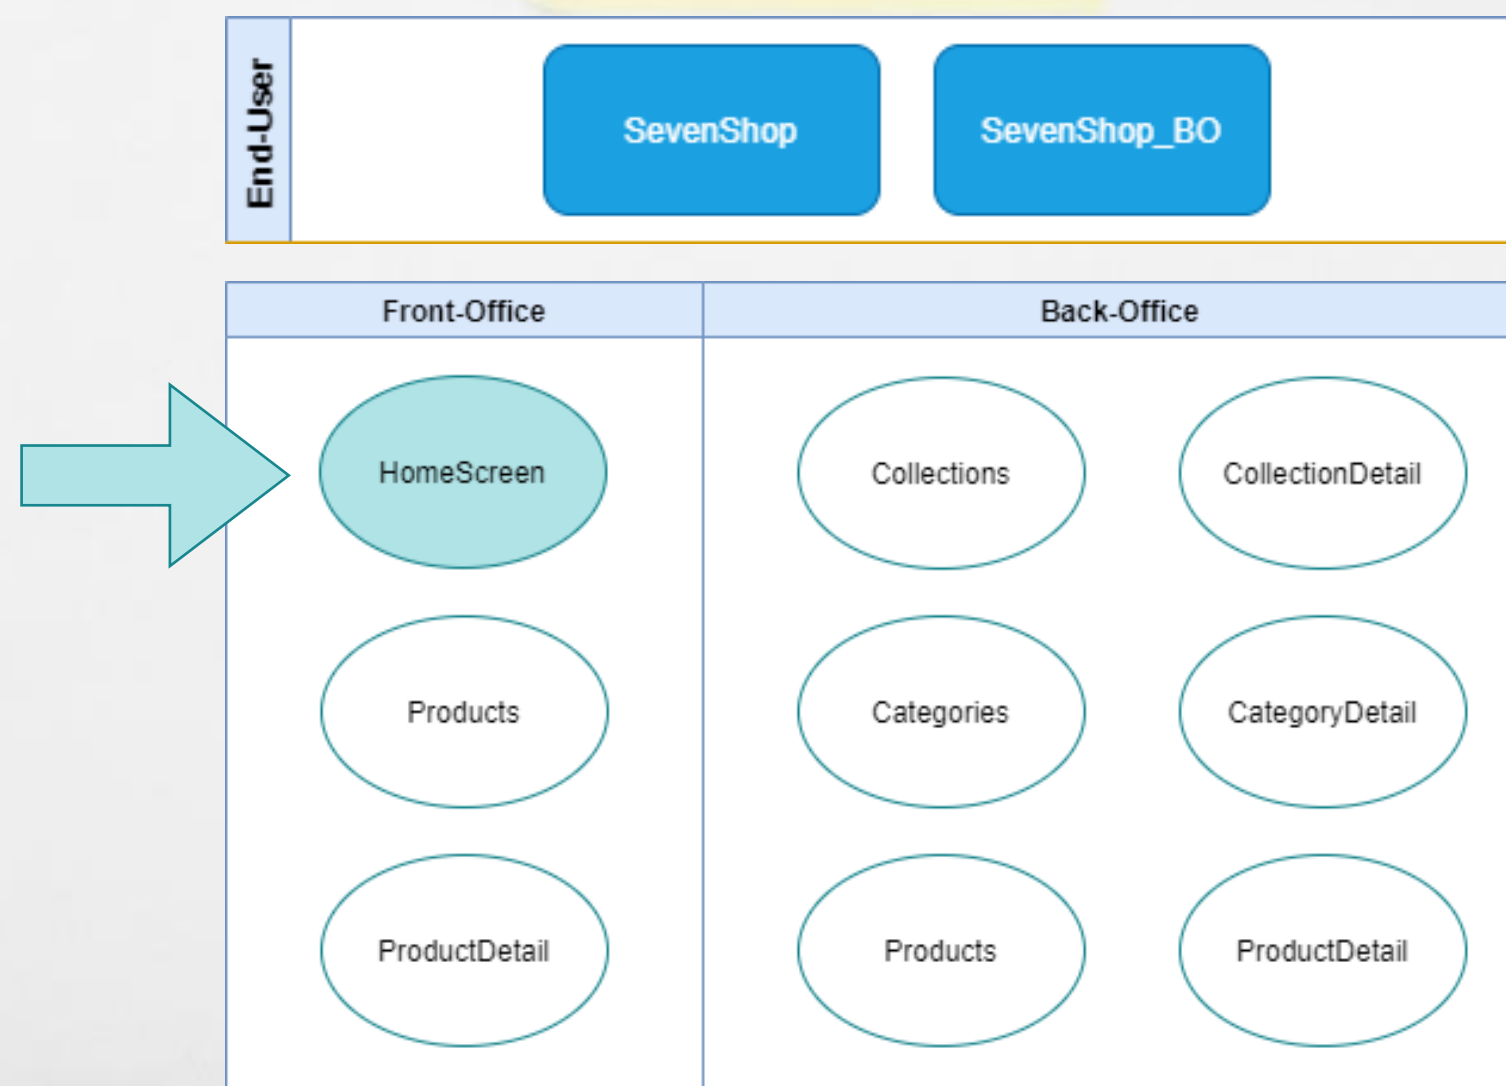 End-User
SevenShop
SevenShop_BO
Front-Office
Back-Office
HomeScreen
Collections
CollectionDetail
Products
Categories
CategoryDetail
ProductDetail
Products
ProductDetail